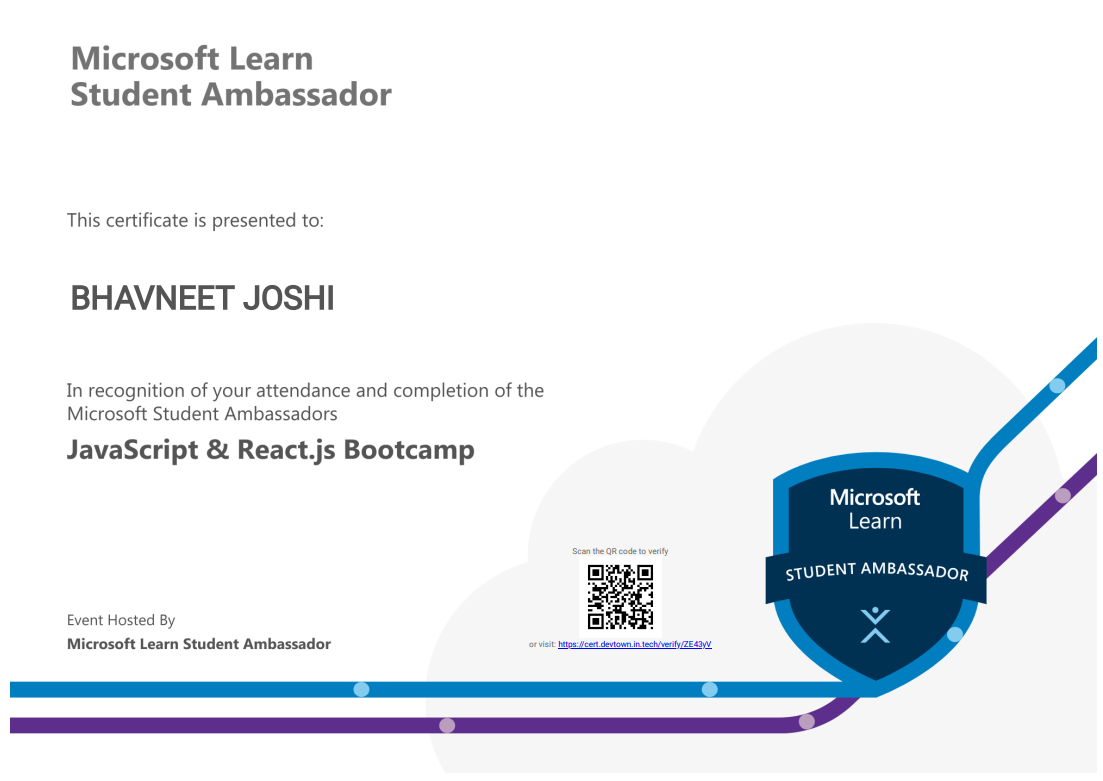 Microsoft Learn
Student Ambassador
This certificate is presented to:
BHAVNEET JOSHI
In recognition of your attendance and completion of the
Microsoft Student Ambassadors
JavaScript & React.js Bootcamp
Microsoft
Learn
STUDENT AMBASSADOR
Scan the QR code to verify
or visit: https://cert.devtown.in.tech/verify/ZE43yV
Event Hosted By
Microsoft Learn Student Ambassador